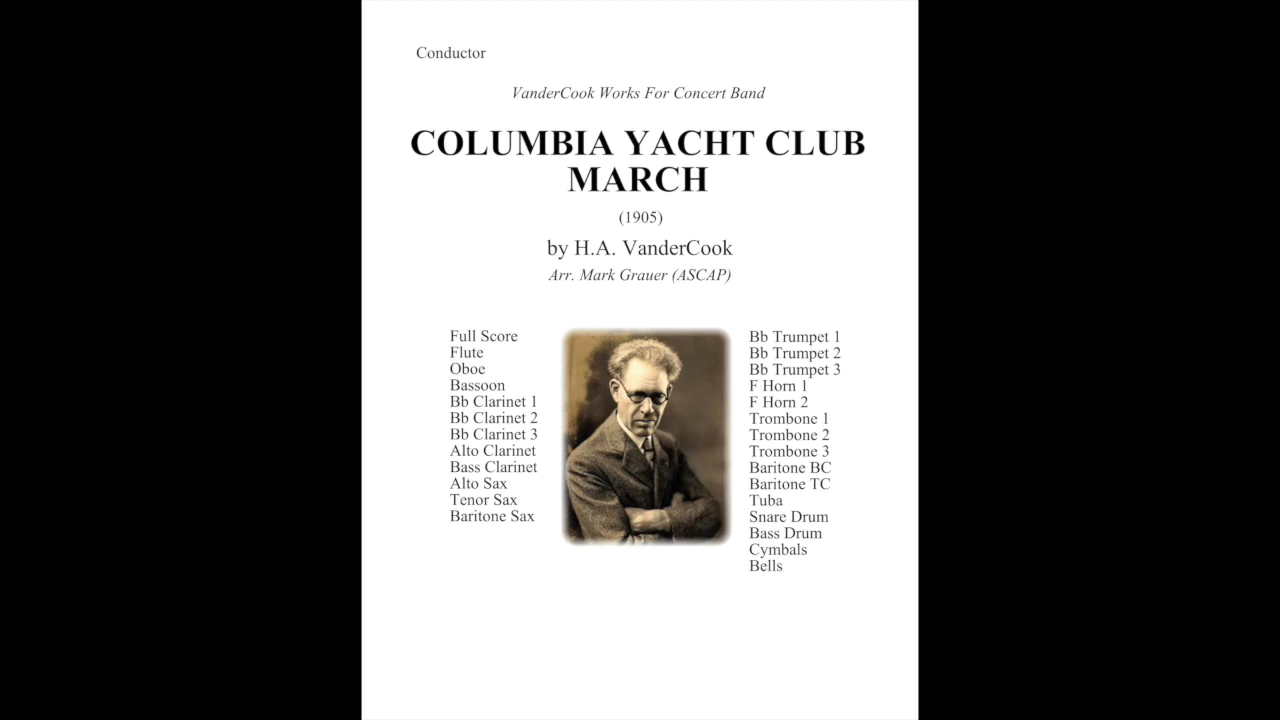 Conductor
VanderCook Works For Concert Band
COLUMBIA YACHT CLUB
MARCH
(1905)
by H.A. VanderCook
Arr. Mark Grauer (ASCAP)
Full Score
Flute
Oboe
Bassoon
Bb Clarinet 1
Bb Clarinet 2
Bb Clarinet 3
Alto Clarinet
Bass Clarinet
Alto Sax
Tenor Sax
Baritone Sax
Bb Trumpet 1
Bb Trumpet 2
Bb Trumpet 3
F Horn 1
F Horn 2
Trombone 1
Trombone 2
Trombone 3
Baritone BC
Baritone TC
Tuba
Snare Drum
Bass Drum
Cymbals
Bells